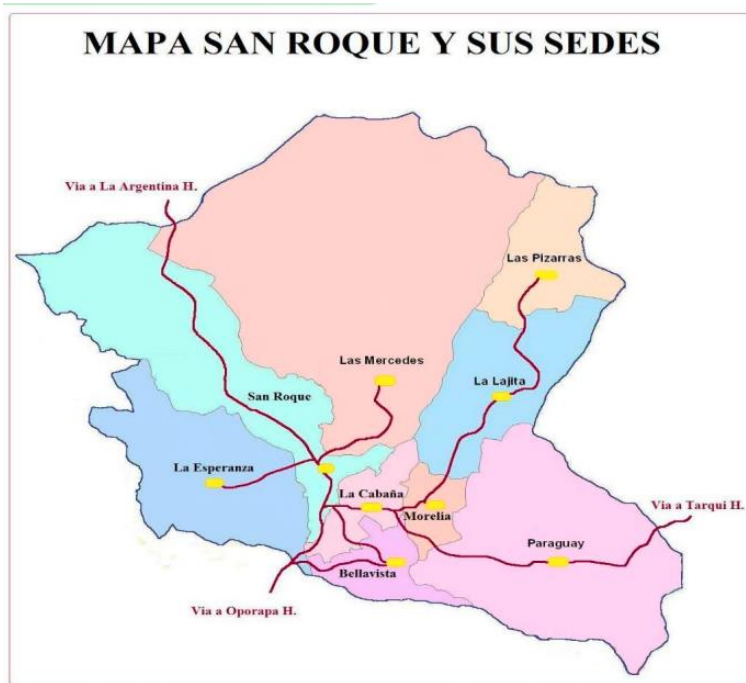 MAPA SAN ROQUE Y SUS SEDES
Via a La Argentina H.
Las Pizarras
Las Mercedes
La Lajita
San Roque
La Esperanza
La Cabaña
Morelia
Via a Tarqui H.
Paraguay
Bellavista
Via a Oporapa H.